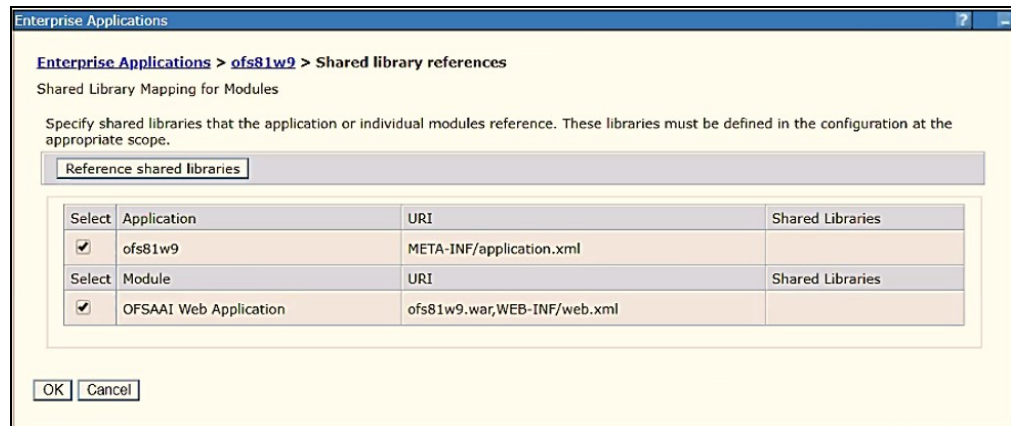 Enterprise Applications ? _
Enterprise Applications > ofs81w9 > Shared library references
Shared Library Mapping for Modules
Specify shared libraries that the application or individual modules reference. These libraries must be defined in the configuration at the
appropriate scope.
Reference shared libraries
Select Application URI Shared Libraries
ofs81w9 META-INF/application.xml
Select Module URI Shared Libraries
OFSAAI Web Application ofs81w9.war,WEB-INF/web.xml
OK Cancel